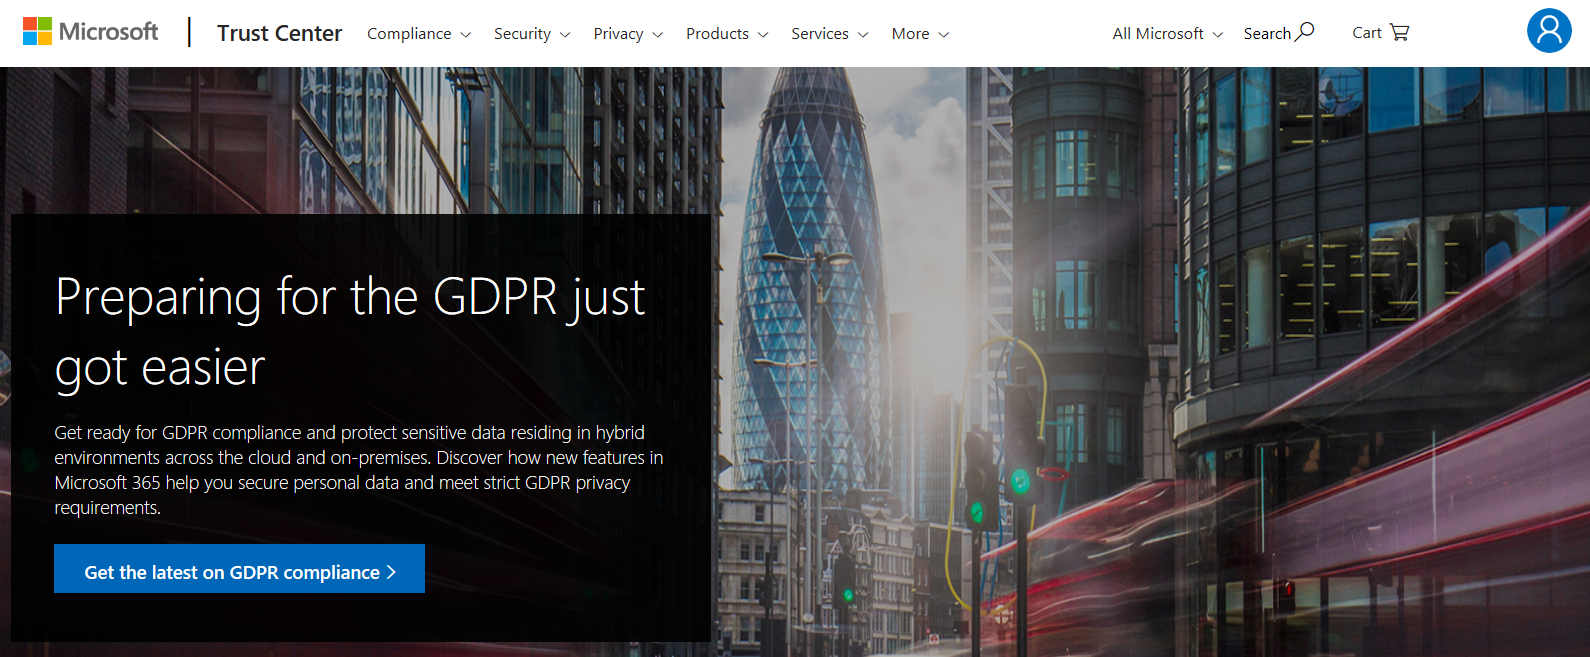 Microsoft
Trust Center
Compliance
Security
Privacy
Products
Services
More
All Microsoft
Search
Cart
Preparing for the GDPR just
got easier
Get ready for GDPR compliance and protect sensitive data residing in hybrid
environments across the cloud and on-premises. Discover how new features in
Microsoft 365 help you secure personal data and meet strict GDPR privacy
requirements.
Get the latest on GDPR compliance